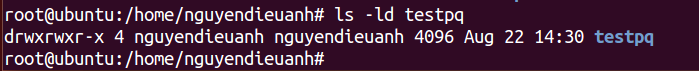 root@ubuntu:/home/nguyendieuanh# ls -ld testpq
drwxrwxr-x 4 nguyendieuanh nguyendieuanh 4096 Aug 22 14:30 testpq
root@ubuntu:/home/nguyendieuanh#